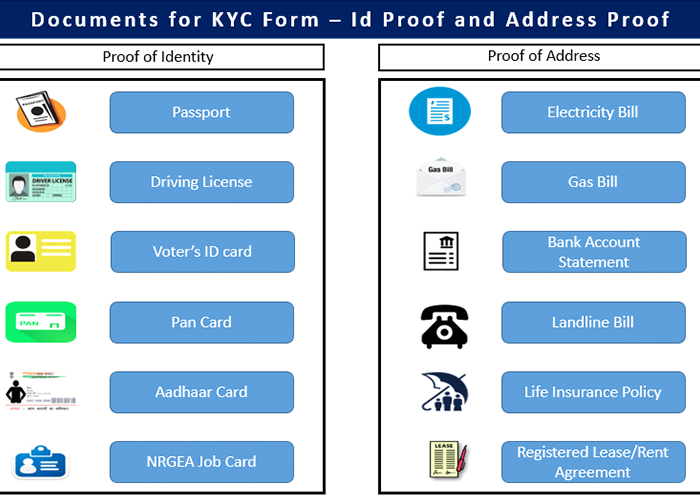 Documents for KYC Form – Id Proof and Address Proof
Proof of Identity
Passport
Driving License
Voter's ID card
Pan Card
Aadhaar Card
NRGEA Job Card
PASSPORT
DRIVER LICENSE
PAN
Proof of Address
Electricity Bill
Gas Bill
Bank Account
Statement
Landline Bill
Life Insurance Policy
Registered Lease/Rent
Agreement
Gas Bill
LEASE